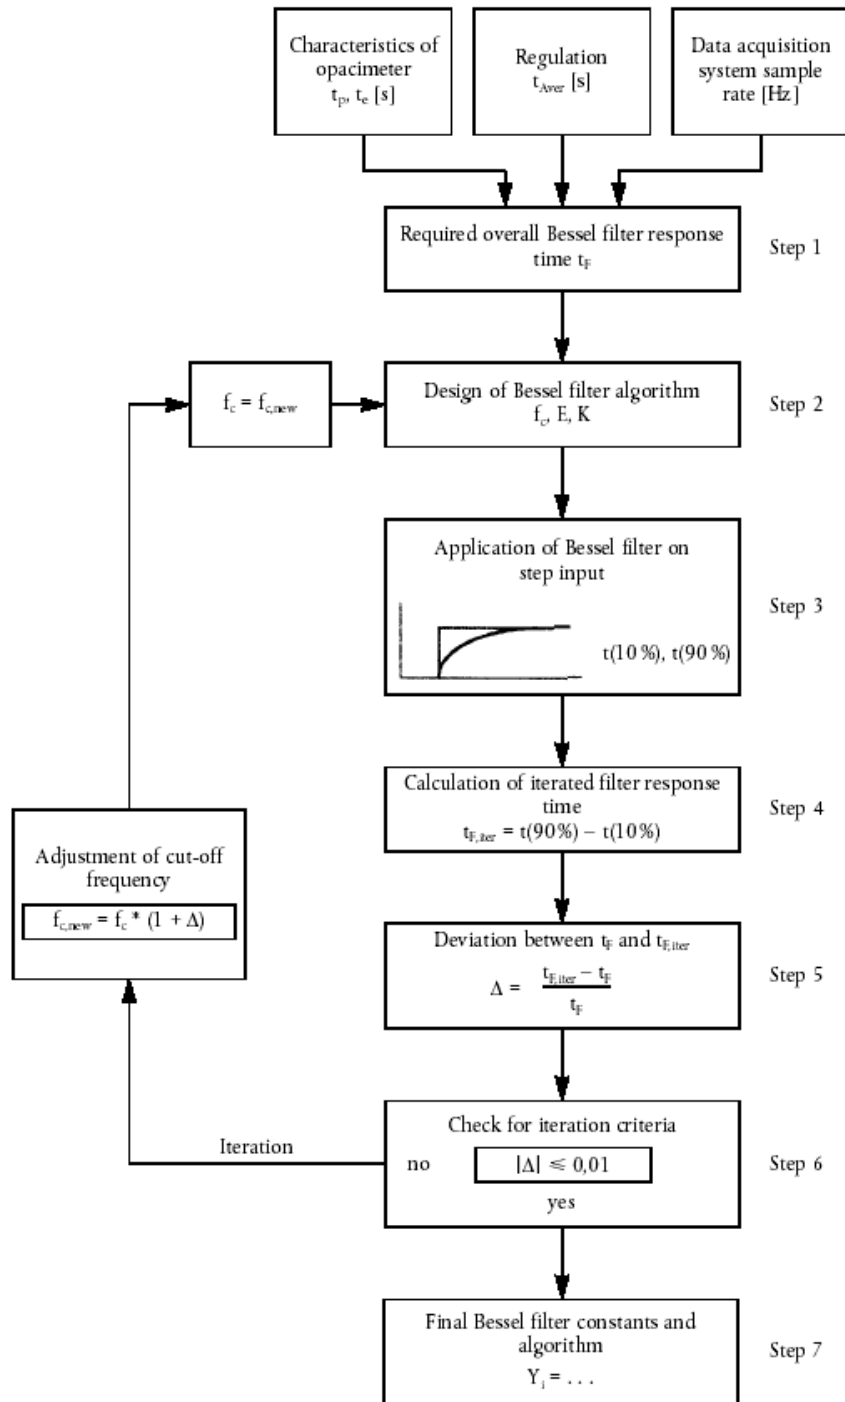 Characteristics of
opacimeter
tₚ, tₑ [s]
Regulation
t_Aver [s]
Data acquisition
system sample
rate [Hz]
Required overall Bessel filter response
time t_F
Step 1
f_c = f_c,new
Design of Bessel filter algorithm
f_c, E, K
Step 2
Application of Bessel filter on
step input
t(10 %), t(90 %)
Step 3
Calculation of iterated filter response
time
t_F,iter = t(90 %) – t(10 %)
Step 4
Adjustment of cut-off
frequency
f_c,new = f_c * (1 + Δ)
Deviation between t_F and t_F,iter
Δ = (t_F,iter – t_F) / t_F
Step 5
Check for iteration criteria
Iteration
no
|Δ| ⩽ 0,01
yes
Step 6
Final Bessel filter constants and
algorithm
Yᵢ = . . .
Step 7